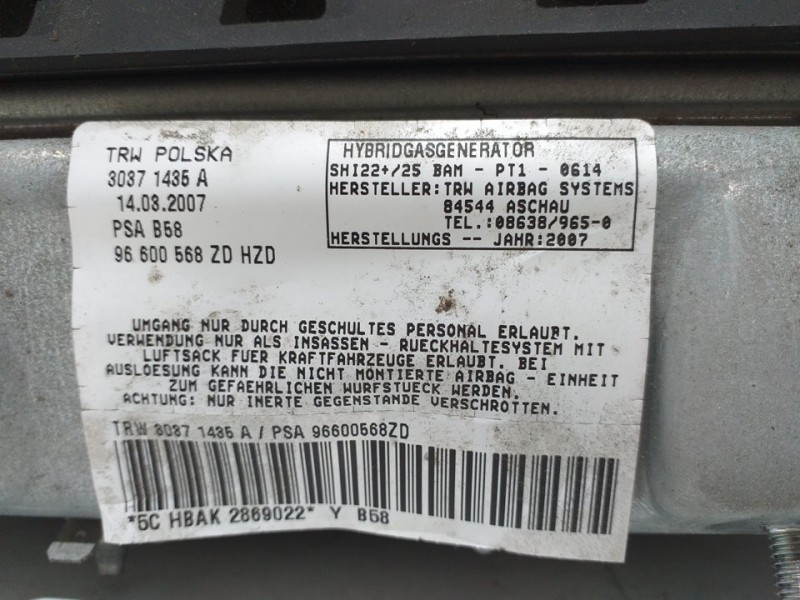 TRW POLSKA
3037 1435 A
14.03.2007
PSA B58
96 600 568 ZD HZD
HYBRIDGASGENERATOR
SHI22+/25 BAM - PT1 - 0614
HERSTELLER:TRW AIRBAG SYSTEMS
84544 ASCHAU
TEL.:08638/965-0
HERSTELLUNGS -- JAHR:2007
UMGANG NUR DURCH GESCHULTES PERSONAL ERLAUBT.
VERWENDUNG NUR ALS INSASSEN - RUECKHALTESYSTEM MIT
LUFTSACK FUER KRAFTFAHRZEUGE ERLAUBT. BEI
AUSLOESUNG KANN DIE NICHT MONTIERTE AIRBAG - EINHEIT
ZUM GEFAEHRLICHEN WURFSTUECK WERDEN.
ACHTUNG: NUR INERTE GEGENSTANDE VERSCHROTTEN.
TRW 3037 1435 A / PSA 96600568ZD
*5C HBAK 2869022* Y B58